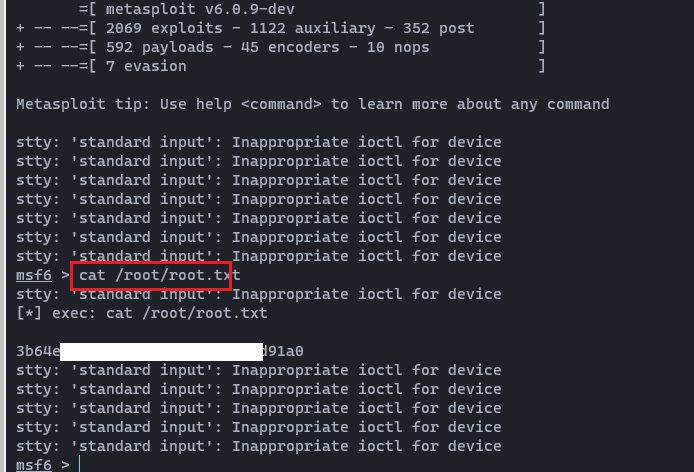 =[ metasploit v6.0.9-dev ]
+ -- --=[ 2069 exploits - 1122 auxiliary - 352 post ]
+ -- --=[ 592 payloads - 45 encoders - 10 nops ]
+ -- --=[ 7 evasion ]
Metasploit tip: Use help <command> to learn more about any command
stty: 'standard input': Inappropriate ioctl for device
stty: 'standard input': Inappropriate ioctl for device
stty: 'standard input': Inappropriate ioctl for device
stty: 'standard input': Inappropriate ioctl for device
stty: 'standard input': Inappropriate ioctl for device
stty: 'standard input': Inappropriate ioctl for device
stty: 'standard input': Inappropriate ioctl for device
msf6 > cat /root/root.txt
stty: 'standard input': Inappropriate ioctl for device
[*] exec: cat /root/root.txt
3b64e d91a0
stty: 'standard input': Inappropriate ioctl for device
stty: 'standard input': Inappropriate ioctl for device
stty: 'standard input': Inappropriate ioctl for device
stty: 'standard input': Inappropriate ioctl for device
stty: 'standard input': Inappropriate ioctl for device
msf6 >